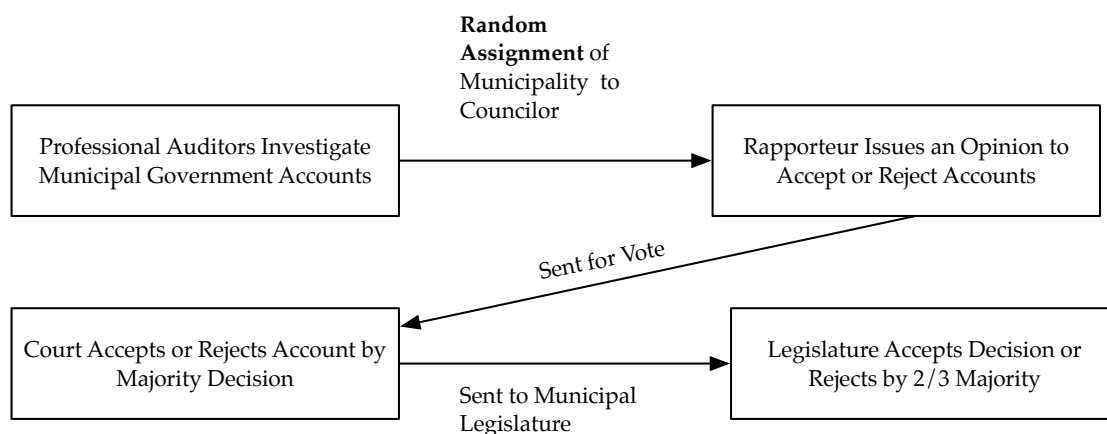 Random
Assignment of
Municipality to
Councilor
Professional Auditors Investigate
Municipal Government Accounts
Rapporteur Issues an Opinion to
Accept or Reject Accounts
Sent for Vote
Court Accepts or Rejects Account by
Majority Decision
Sent to Municipal
Legislature
Legislature Accepts Decision or
Rejects by 2/3 Majority